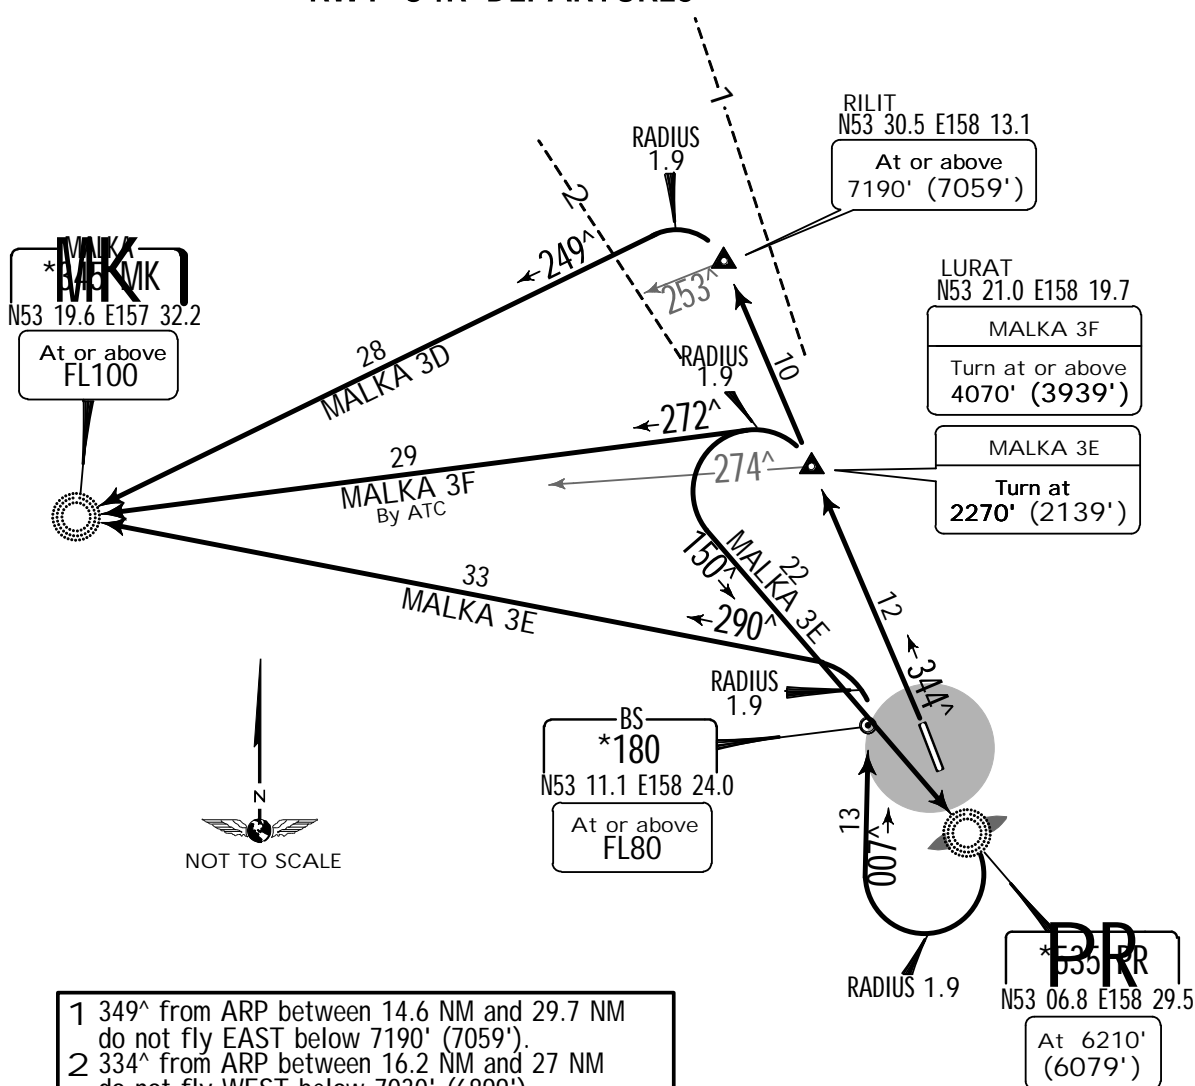 RILIT
N53 30.5 E158 13.1
At or above
7190' (7059')
RADIUS
1.9
1
2
249^
253^
MALKA
*345 MK
MK
N53 19.6 E157 32.2
At or above
FL100
LURAT
N53 21.0 E158 19.7
MALKA 3F
Turn at or above
4070' (3939')
MALKA 3E
Turn at
2270' (2139')
28
MALKA 3D
10
RADIUS
1.9
272^
274^
29
MALKA 3F
By ATC
150^
22
MALKA 3E
33
MALKA 3E
290^
12
344^
RADIUS
1.9
BS
*180
N53 11.1 E158 24.0
At or above
FL80
13
007^
N
NOT TO SCALE
RADIUS 1.9
*535 PR
PR
N53 06.8 E158 29.5
At 6210'
(6079')
1 349^ from ARP between 14.6 NM and 29.7 NM
do not fly EAST below 7190' (7059').
2 334^ from ARP between 16.2 NM and 27 NM